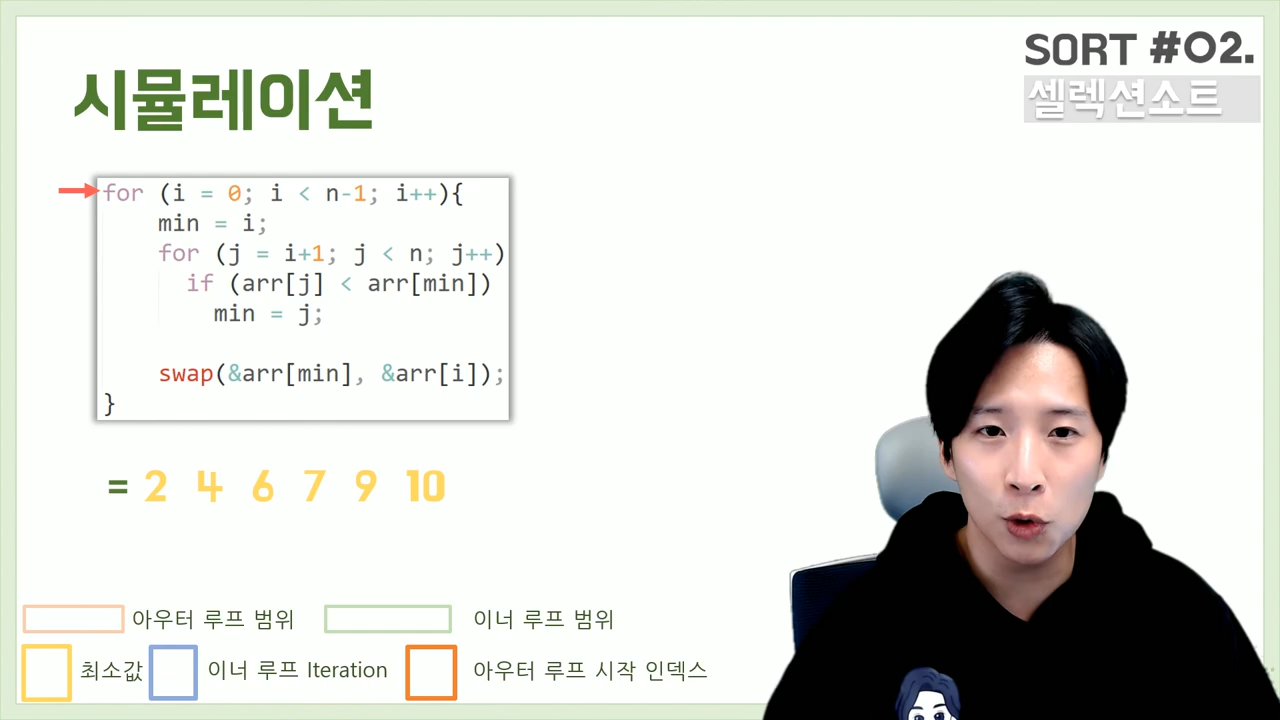 SORT #02.
셀렉션소트
시뮬레이션
for (i = 0; i < n-1; i++){
min = i;
for (j = i+1; j < n; j++)
if (arr[j] < arr[min])
min = j;
swap(&arr[min], &arr[i]);
}
= 2 4 6 7 9 10
아우터 루프 범위 이너 루프 범위
최소값 이너 루프 Iteration 아우터 루프 시작 인덱스